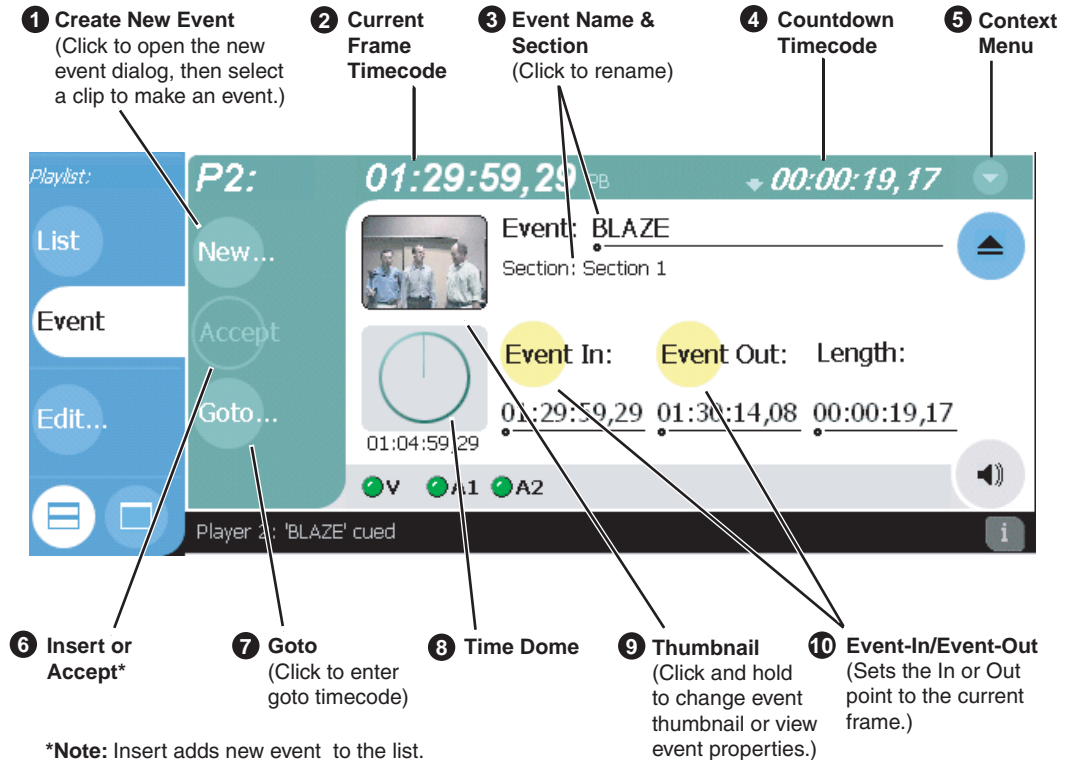 1 Create New Event
(Click to open the new
event dialog, then select
a clip to make an event.)
2 Current
Frame
Timecode
3 Event Name &
Section
(Click to rename)
4 Countdown
Timecode
5 Context
Menu
Playlist:
List
Event
Edit...
P2:
01:29:59,29 PB
00:00:19,17
New...
Accept
Goto...
Event: BLAZE
Section: Section 1
Event In:
Event Out:
Length:
01:29:59,29
01:30:14,08
00:00:19,17
01:04:59,29
V A1 A2
Player 2: 'BLAZE' cued
i
6 Insert or
Accept*
7 Goto
(Click to enter
goto timecode)
8 Time Dome
9 Thumbnail
(Click and hold
to change event
thumbnail or view
event properties.)
10 Event-In/Event-Out
(Sets the In or Out
point to the current
frame.)
*Note: Insert adds new event to the list.